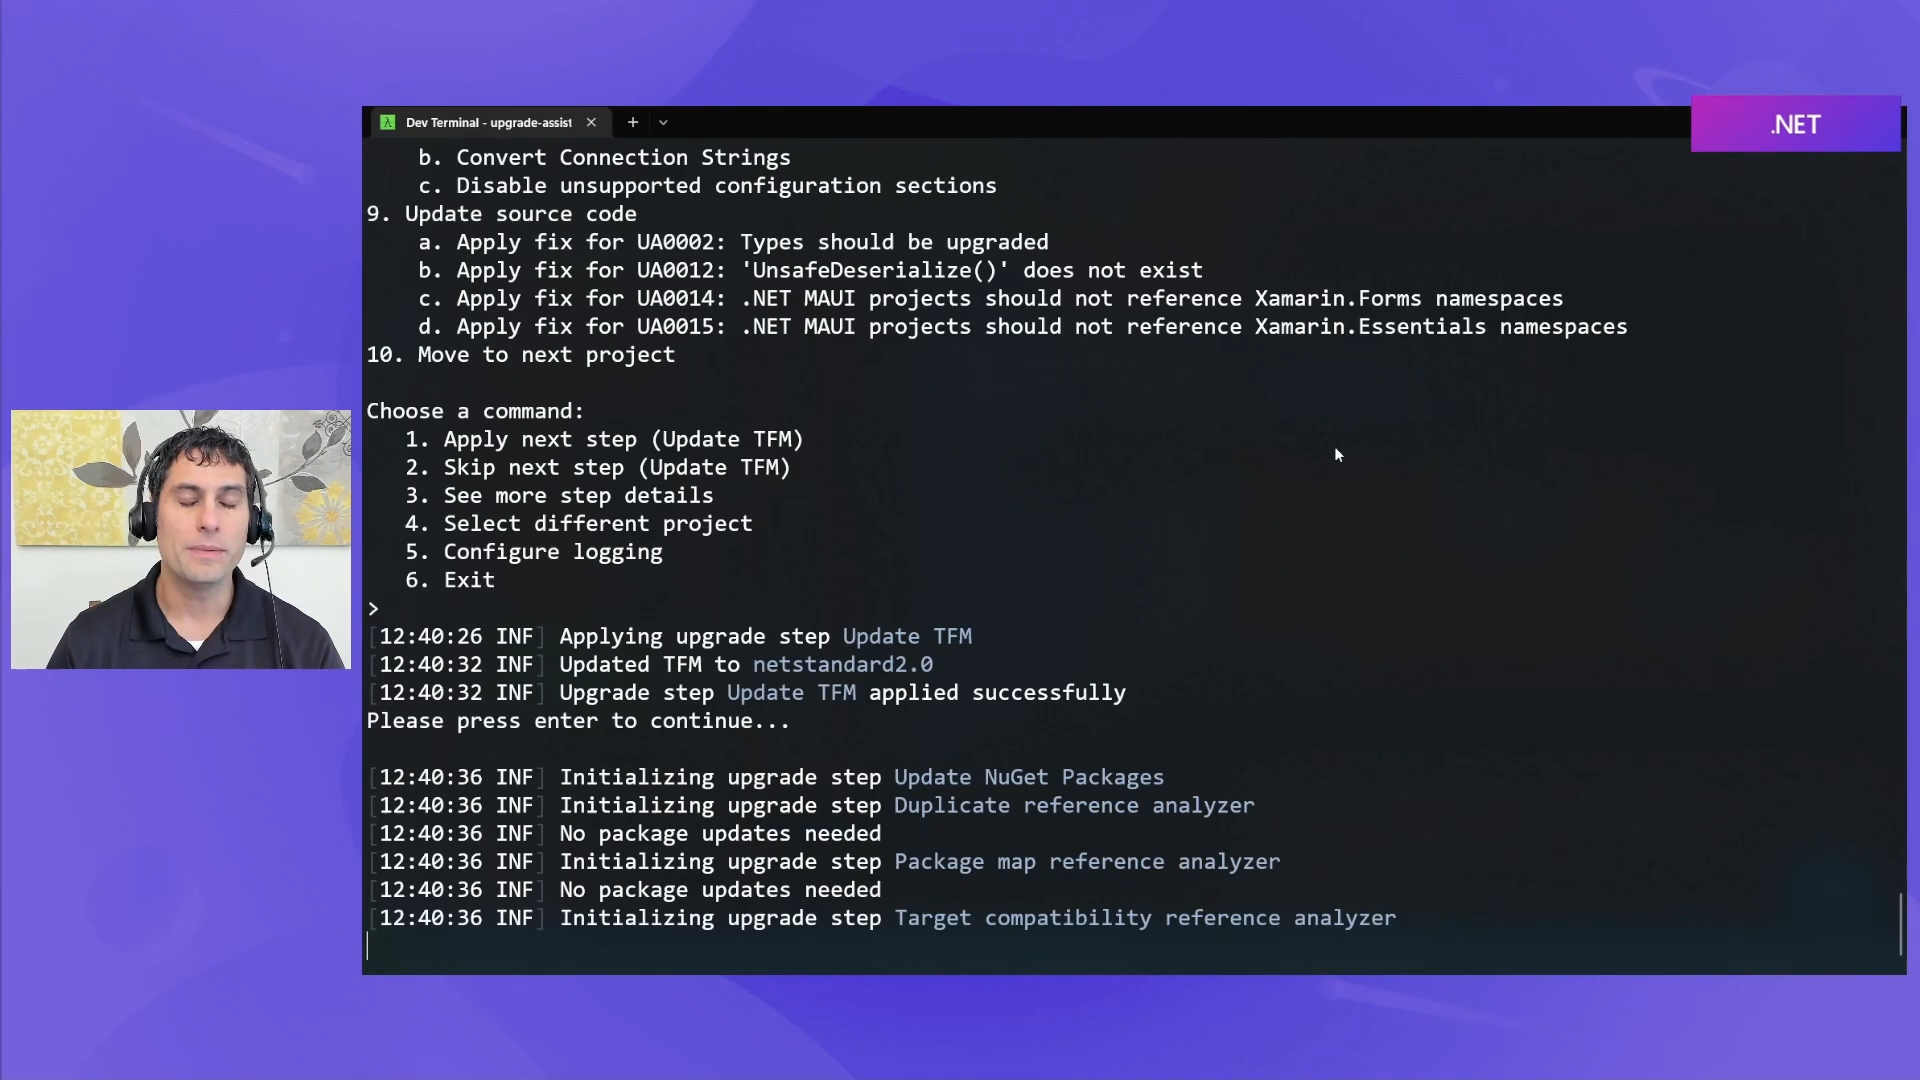 Dev Terminal - upgrade-assist
.NET
b. Convert Connection Strings
c. Disable unsupported configuration sections
9. Update source code
a. Apply fix for UA0002: Types should be upgraded
b. Apply fix for UA0012: 'UnsafeDeserialize()' does not exist
c. Apply fix for UA0014: .NET MAUI projects should not reference Xamarin.Forms namespaces
d. Apply fix for UA0015: .NET MAUI projects should not reference Xamarin.Essentials namespaces
10. Move to next project
Choose a command:
1. Apply next step (Update TFM)
2. Skip next step (Update TFM)
3. See more step details
4. Select different project
5. Configure logging
6. Exit
>
[12:40:26 INF] Applying upgrade step Update TFM
[12:40:32 INF] Updated TFM to netstandard2.0
[12:40:32 INF] Upgrade step Update TFM applied successfully
Please press enter to continue...
[12:40:36 INF] Initializing upgrade step Update NuGet Packages
[12:40:36 INF] Initializing upgrade step Duplicate reference analyzer
[12:40:36 INF] No package updates needed
[12:40:36 INF] Initializing upgrade step Package map reference analyzer
[12:40:36 INF] No package updates needed
[12:40:36 INF] Initializing upgrade step Target compatibility reference analyzer